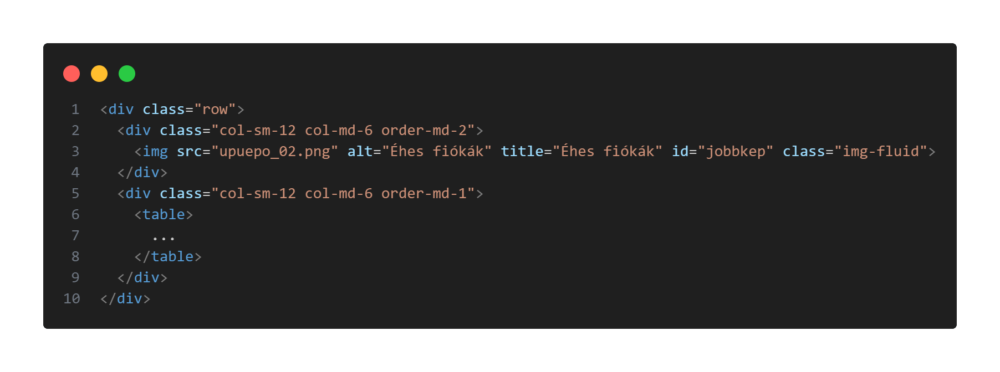 1 <div class="row">
2   <div class="col-sm-12 col-md-6 order-md-2">
3     <img src="upuepo_02.png" alt="Éhes fiókák" title="Éhes fiókák" id="jobbkep" class="img-fluid">
4   </div>
5   <div class="col-sm-12 col-md-6 order-md-1">
6     <table>
7       ...
8     </table>
9   </div>
10 </div>